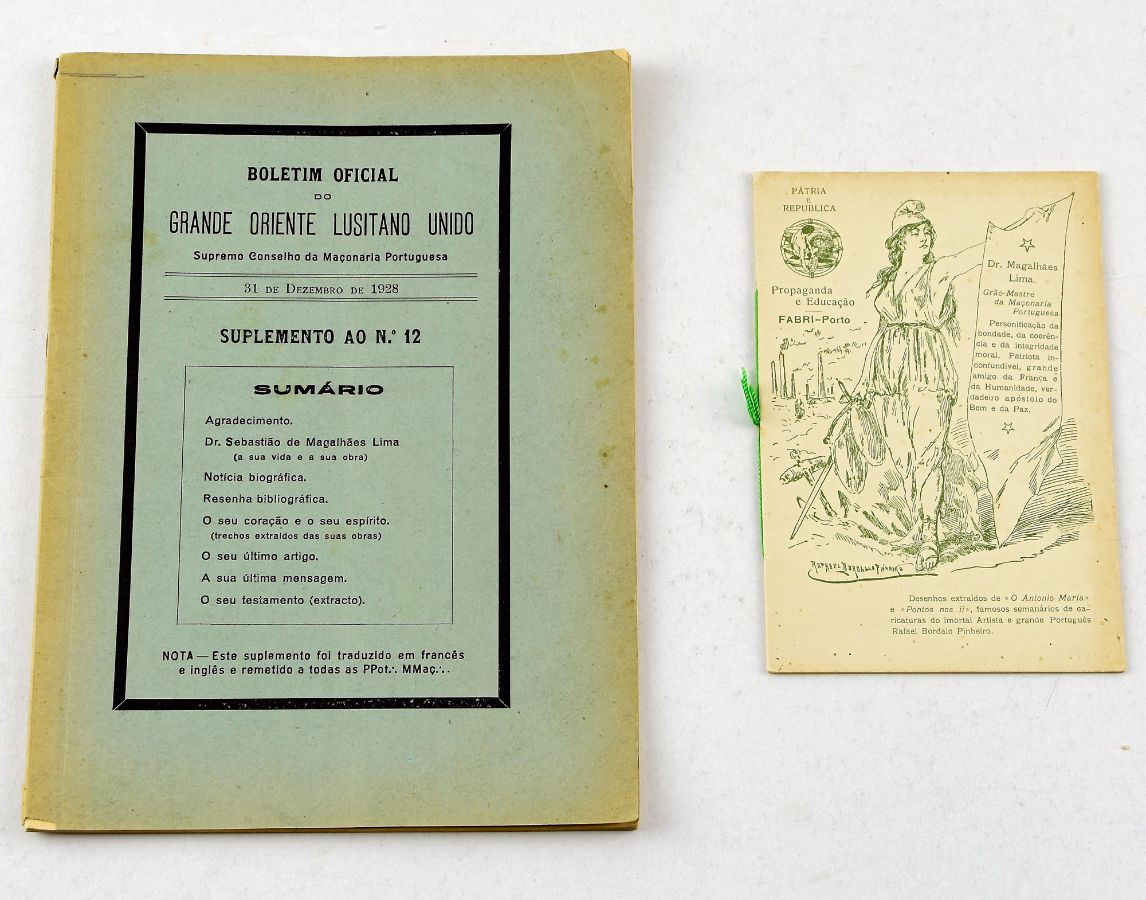 BOLETIM OFICIAL
DO
GRANDE ORIENTE LUSITANO UNIDO
Supremo Conselho da Maçonaria Portuguesa
31 DE DEZEMBRO DE 1928
SUPLEMENTO AO N.º 12
SUMÁRIO
Agradecimento.
Dr. Sebastião de Magalhães Lima
(a sua vida e a sua obra)
Notícia biográfica.
Resenha bibliográfica.
O seu coração e o seu espírito.
(trechos extraídos das suas obras)
O seu último artigo.
A sua última mensagem.
O seu testamento (extracto).
NOTA — Este suplemento foi traduzido em francês
e inglês e remetido a todas as PPot.·. MMaç.·..
PÁTRIA
E
REPUBLICA
Propaganda
e Educação
FABRI-Porto
Dr. Magalhães
Lima
Grão-Mestre
da Maçonaria
Portuguesa
Personificação da
bondade, da coerên-
cia e da integridade
moral. Patriota in-
confundivel, grande
amigo da França e
da Humanidade, ver-
dadeiro apóstolo do
Bem e da Paz.
RAFAEL BORDALLO PINHEIRO
Desenhos extraídos de «O Antonio Maria»
e «Pontos nos ii», famosos semanários de ca-
ricaturas do imortal Artista e grande Português
Rafael Bordalo Pinheiro.